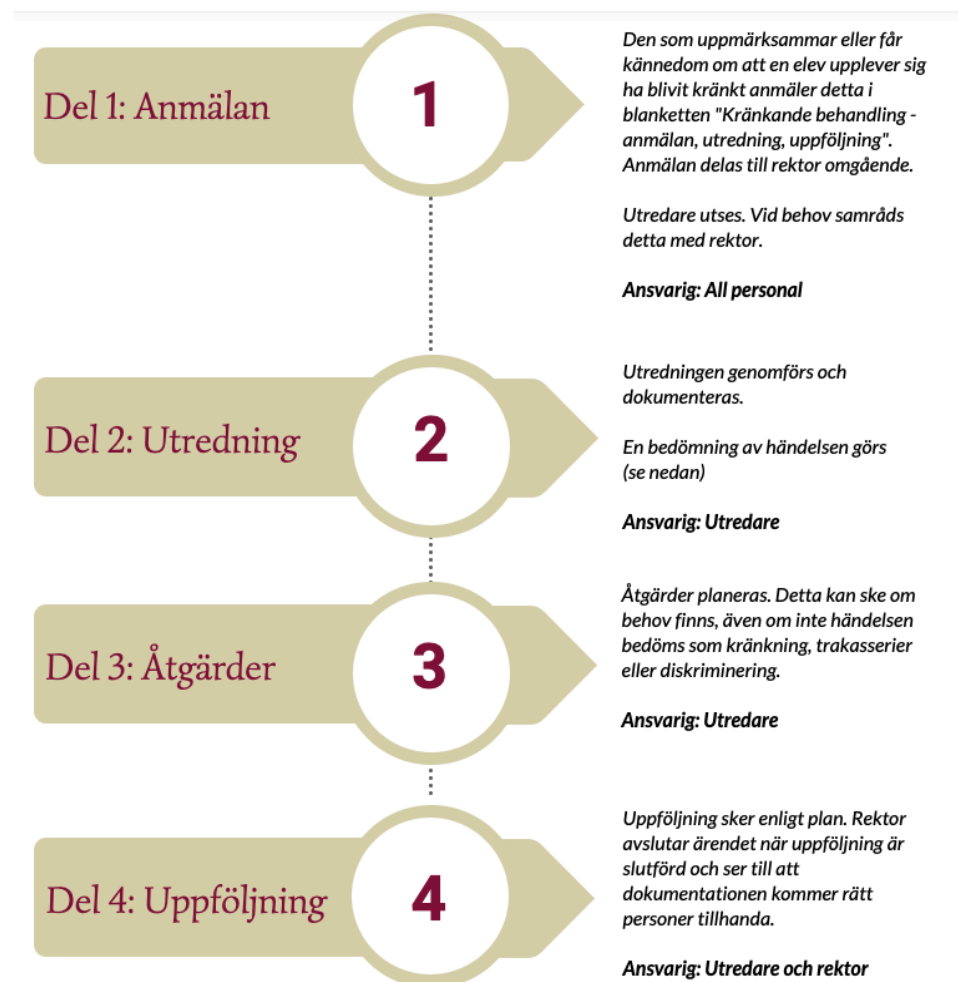 Del 1: Anmälan
1
Den som uppmärksammar eller får
kännedom om att en elev upplever sig
ha blivit kränkt anmäler detta i
blanketten "Kränkande behandling -
anmälan, utredning, uppföljning".
Anmälan delas till rektor omgående.
Utredare utses. Vid behov samråds
detta med rektor.
Ansvarig: All personal
Del 2: Utredning
2
Utredningen genomförs och
dokumenteras.
En bedömning av händelsen görs
(se nedan)
Ansvarig: Utredare
Del 3: Åtgärder
3
Åtgärder planeras. Detta kan ske om
behov finns, även om inte händelsen
bedöms som kränkning, trakasserier
eller diskriminering.
Ansvarig: Utredare
Del 4: Uppföljning
4
Uppföljning sker enligt plan. Rektor
avslutar ärendet när uppföljning är
slutförd och ser till att
dokumentationen kommer rätt
personer tillhanda.
Ansvarig: Utredare och rektor